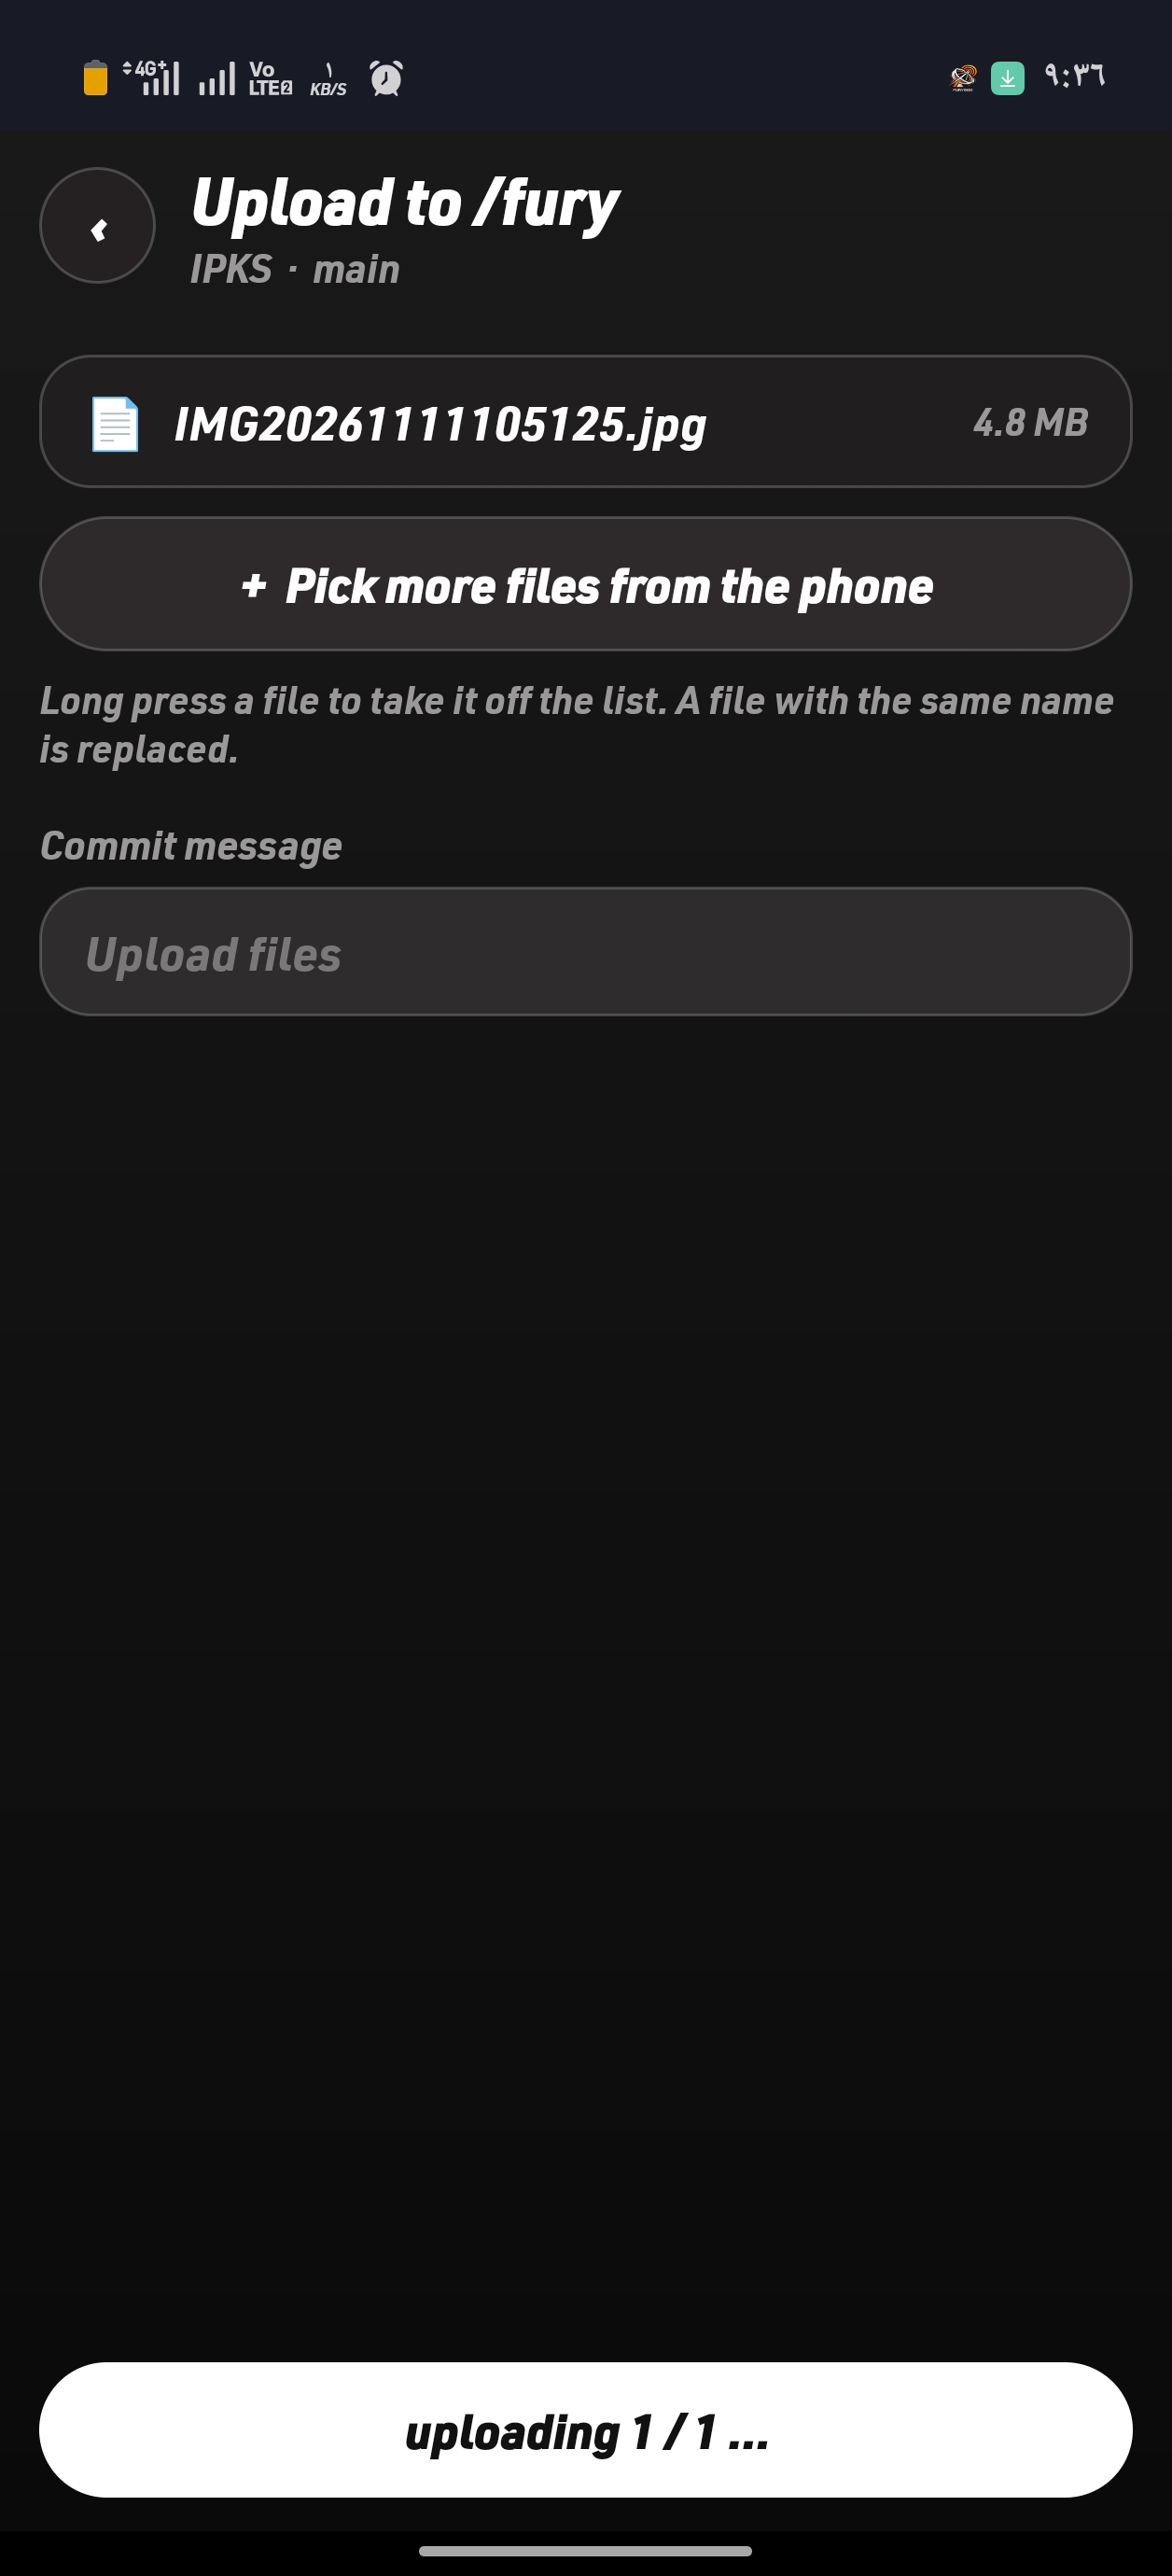 4G+
Vo
LTE2
١
KB/S
٩:٣٦
Upload to /fury
IPKS · main
IMG20261111105125.jpg
4.8 MB
+ Pick more files from the phone
Long press a file to take it off the list. A file with the same name
is replaced.
Commit message
Upload files
uploading 1 / 1 ...